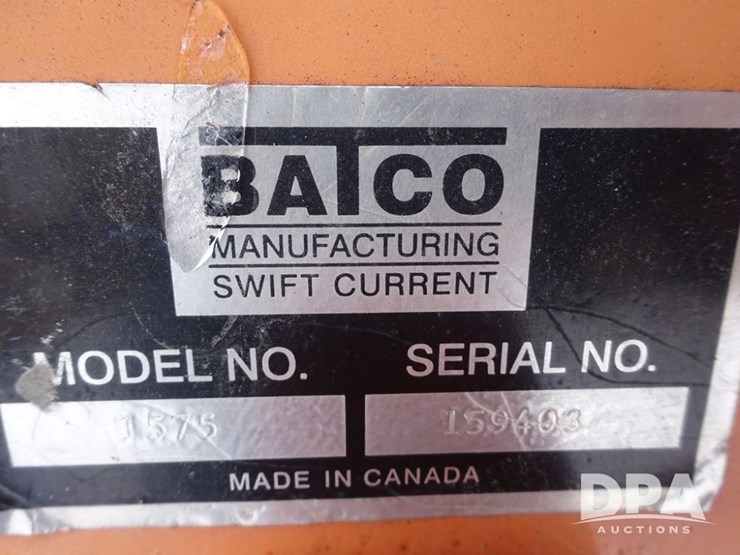 BATCO
MANUFACTURING
SWIFT CURRENT
MODEL NO. SERIAL NO.
1575 159403
MADE IN CANADA
DPA
AUCTIONS